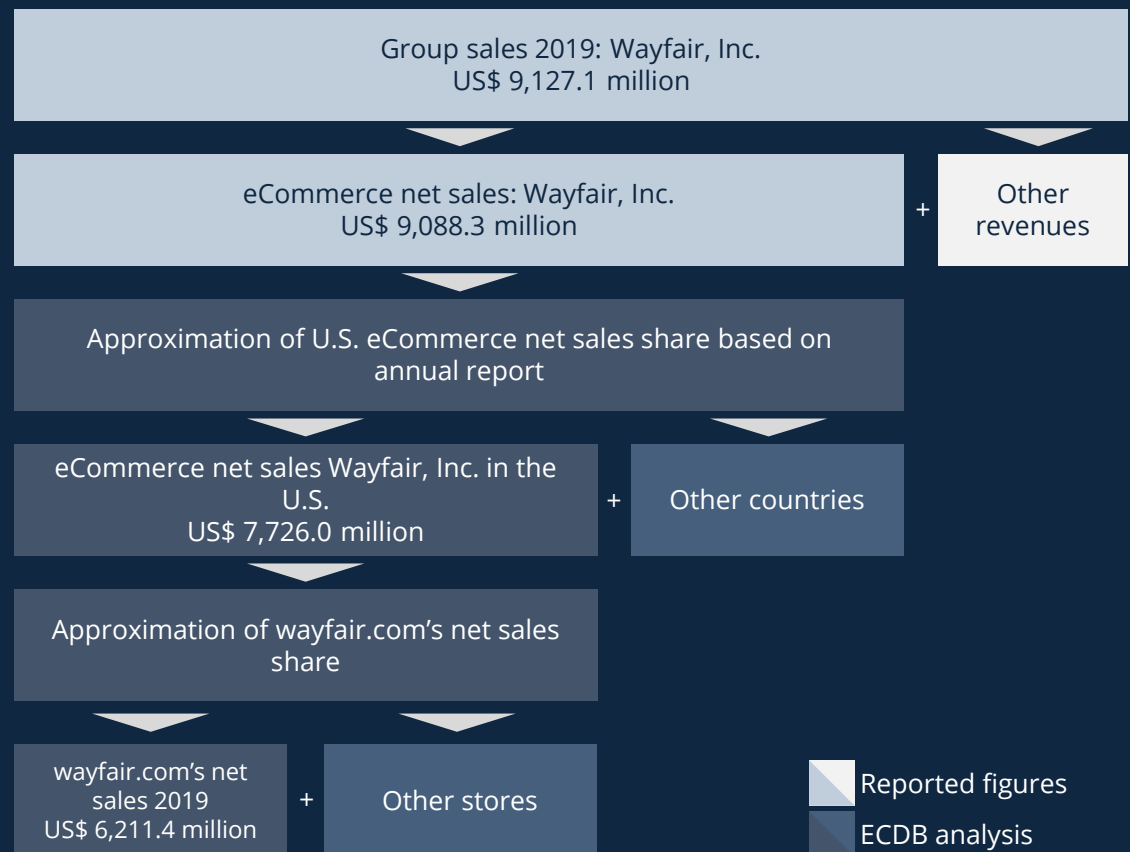 Group sales 2019: Wayfair, Inc.
US$ 9,127.1 million
eCommerce net sales: Wayfair, Inc.
US$ 9,088.3 million
+
Other
revenues
Approximation of U.S. eCommerce net sales share based on
annual report
eCommerce net sales Wayfair, Inc. in the
U.S.
US$ 7,726.0 million
+
Other countries
Approximation of wayfair.com’s net sales
share
wayfair.com’s net
sales 2019
US$ 6,211.4 million
+
Other stores
Reported figures
ECDB analysis